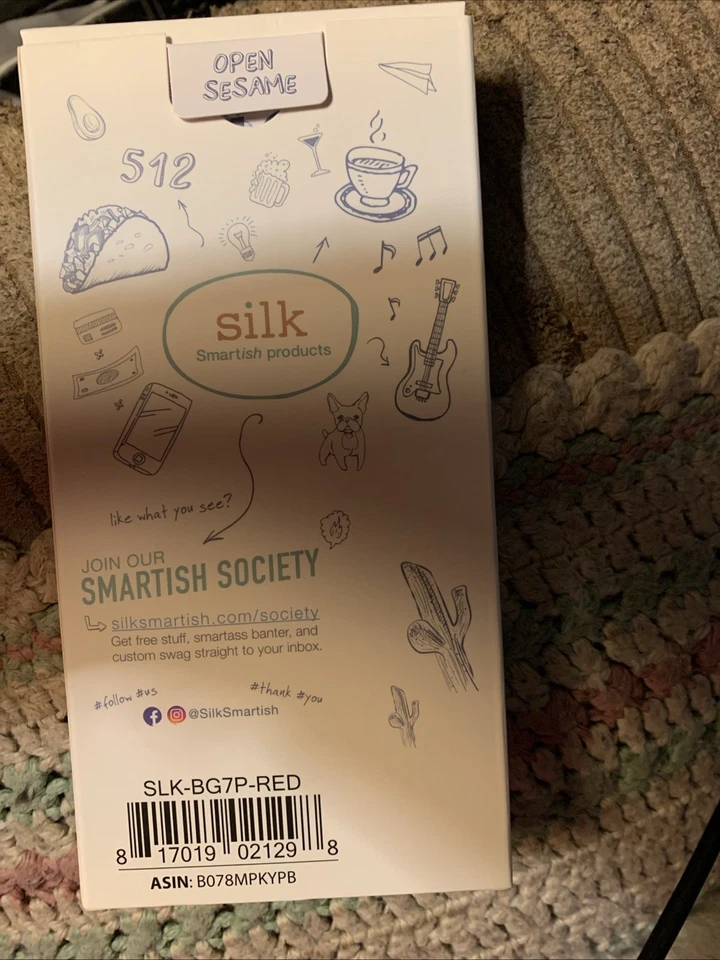 OPEN
SESAME
512
silk
Smartish products
like what you see?
JOIN OUR
SMARTISH SOCIETY
silksmartish.com/society
Get free stuff, smartass banter, and
custom swag straight to your inbox.
#follow #us
#thank #you
@SilkSmartish
SLK-BG7P-RED
8 17019 02129 8
ASIN: B078MPKYPB